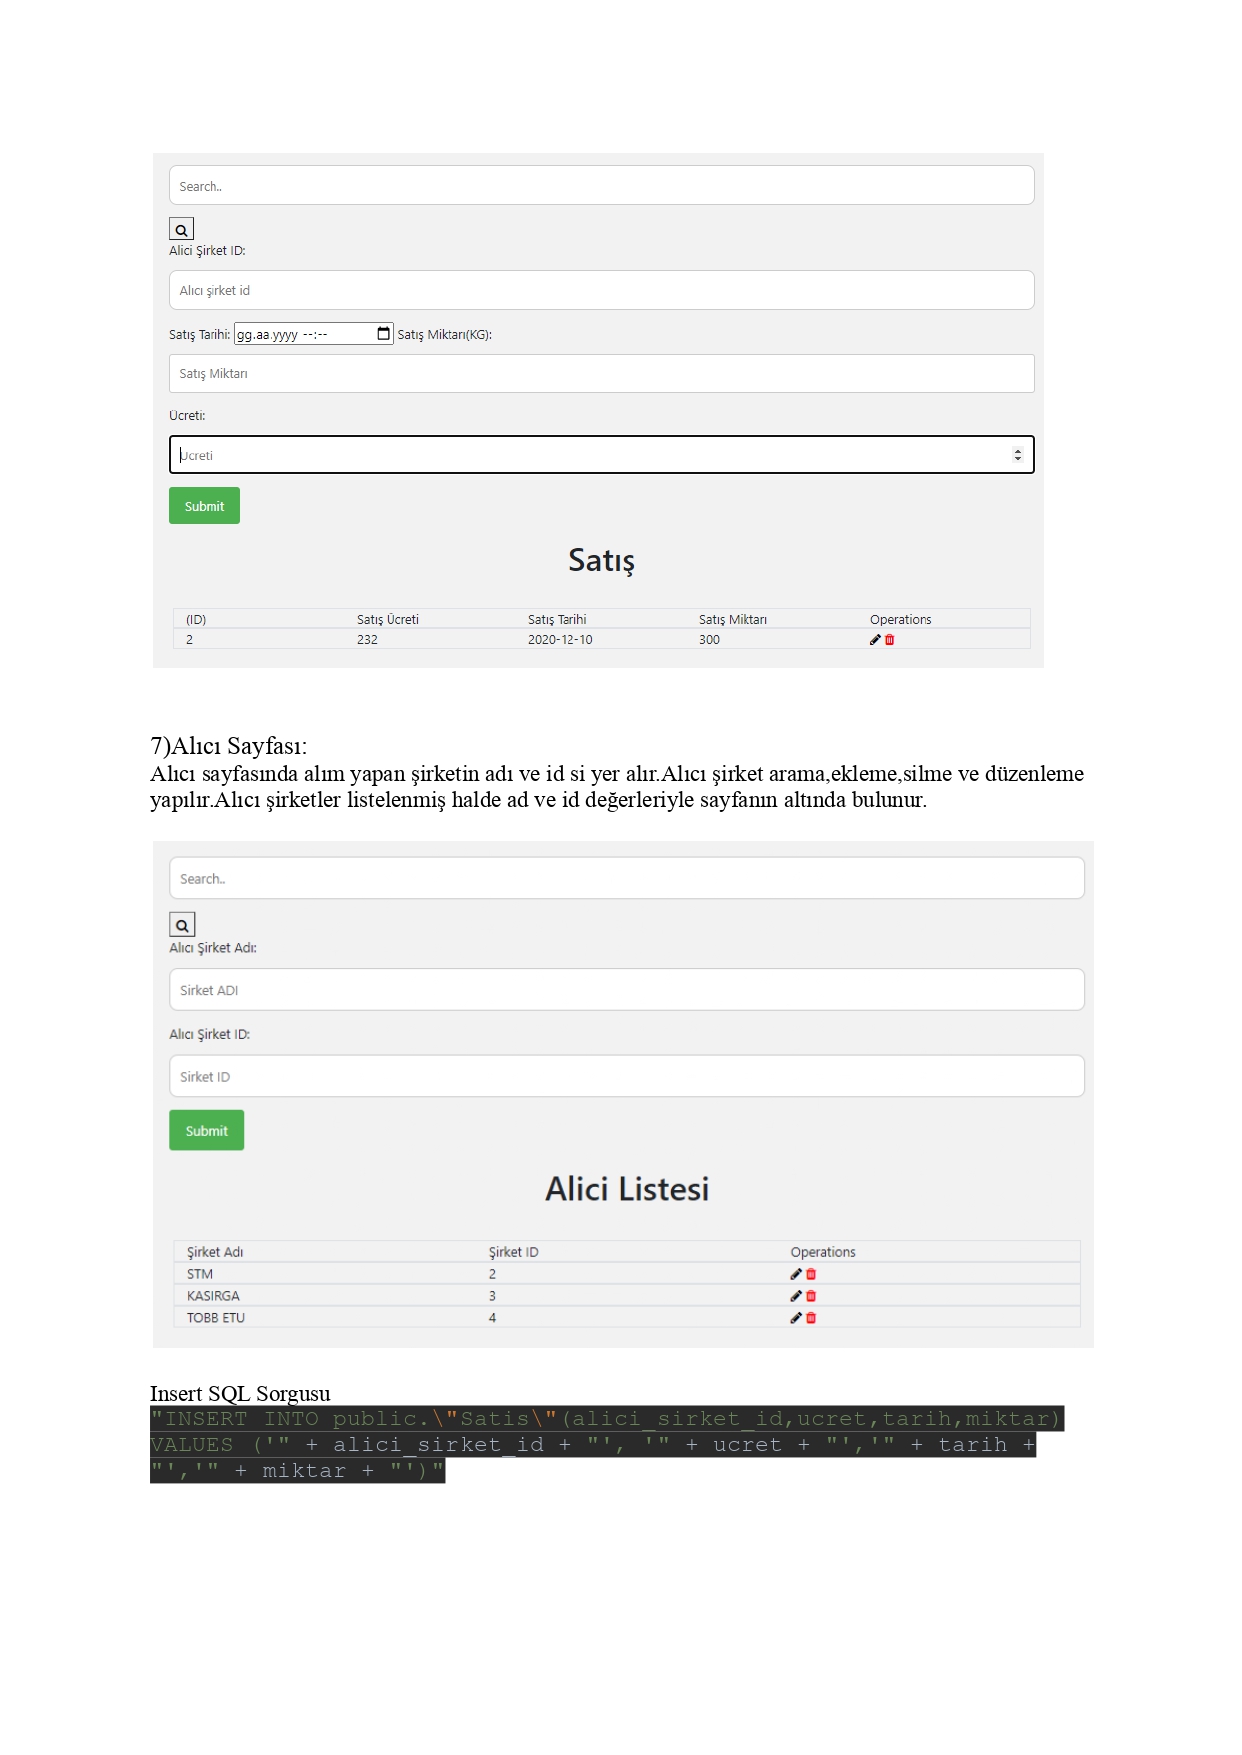 Search..
Alici Şirket ID:
Alıcı şirket id
Satış Tarihi: gg.aa.yyyy --:-- Satış Miktarı(KG):
Satış Miktarı
Ücreti:
Ücreti
Submit
Satış
(ID) Satış Ücreti Satış Tarihi Satış Miktarı Operations
2 232 2020-12-10 300
7)Alıcı Sayfası:
Alıcı sayfasında alım yapan şirketin adı ve id si yer alır.Alıcı şirket arama,ekleme,silme ve düzenleme
yapılır.Alıcı şirketler listelenmiş halde ad ve id değerleriyle sayfanın altında bulunur.
Search..
Alıcı Şirket Adı:
Sirket ADI
Alıcı Şirket ID:
Sirket ID
Submit
Alici Listesi
Şirket Adı Şirket ID Operations
STM 2
KASIRGA 3
TOBB ETU 4
Insert SQL Sorgusu
"INSERT INTO public.\"Satis\"(alici_sirket_id,ucret,tarih,miktar)
VALUES ('" + alici_sirket_id + "', '" + ucret + "','" + tarih +
"','" + miktar + "')"